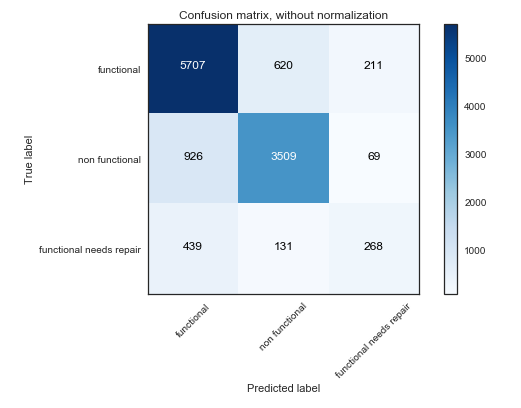 Confusion matrix, without normalization
True label
functional
5707 620 211
non functional
926 3509 69
functional needs repair
439 131 268
functional
non functional
functional needs repair
Predicted label
5000
4000
3000
2000
1000